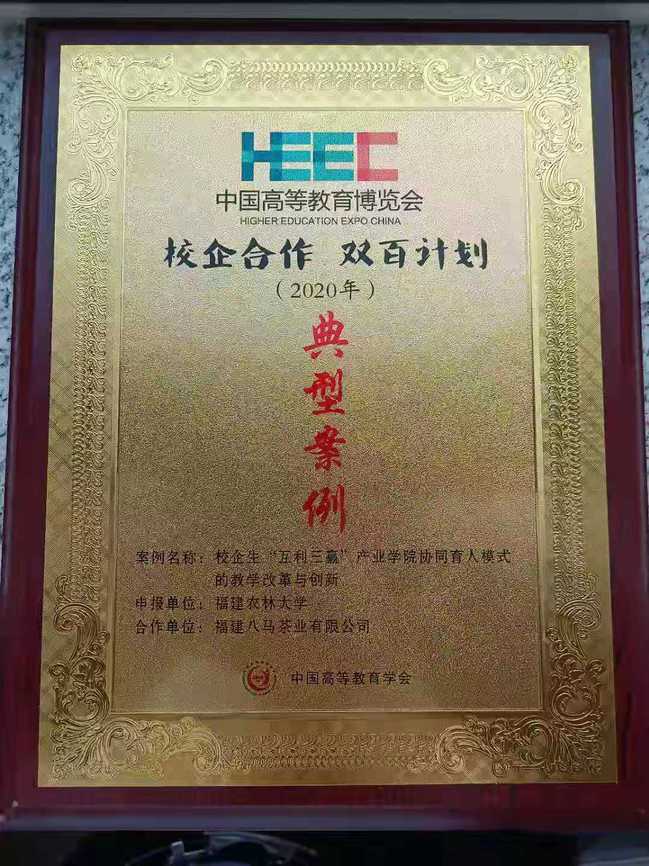 HEEC
中国高等教育博览会
HIGHER EDUCATION EXPO CHINA
校企合作 双百计划
（2020年）
典
型
案
例
案例名称：校企生“互利三赢”产业学院协同育人模式
的教学改革与创新
申报单位：福建农林大学
合作单位：福建八马茶业有限公司
中国高等教育学会